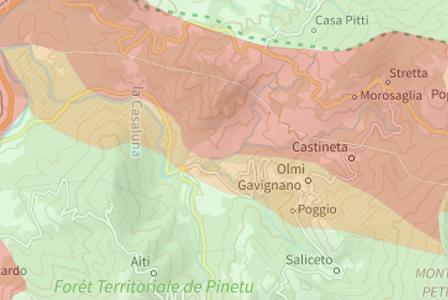 Casa Pitti
Stretta
Morosaglia
la Casaluna
Castineta
Olmi
Gavignano
Poggio
Aiti
Saliceto
Forêt Territoriale de Pinetu